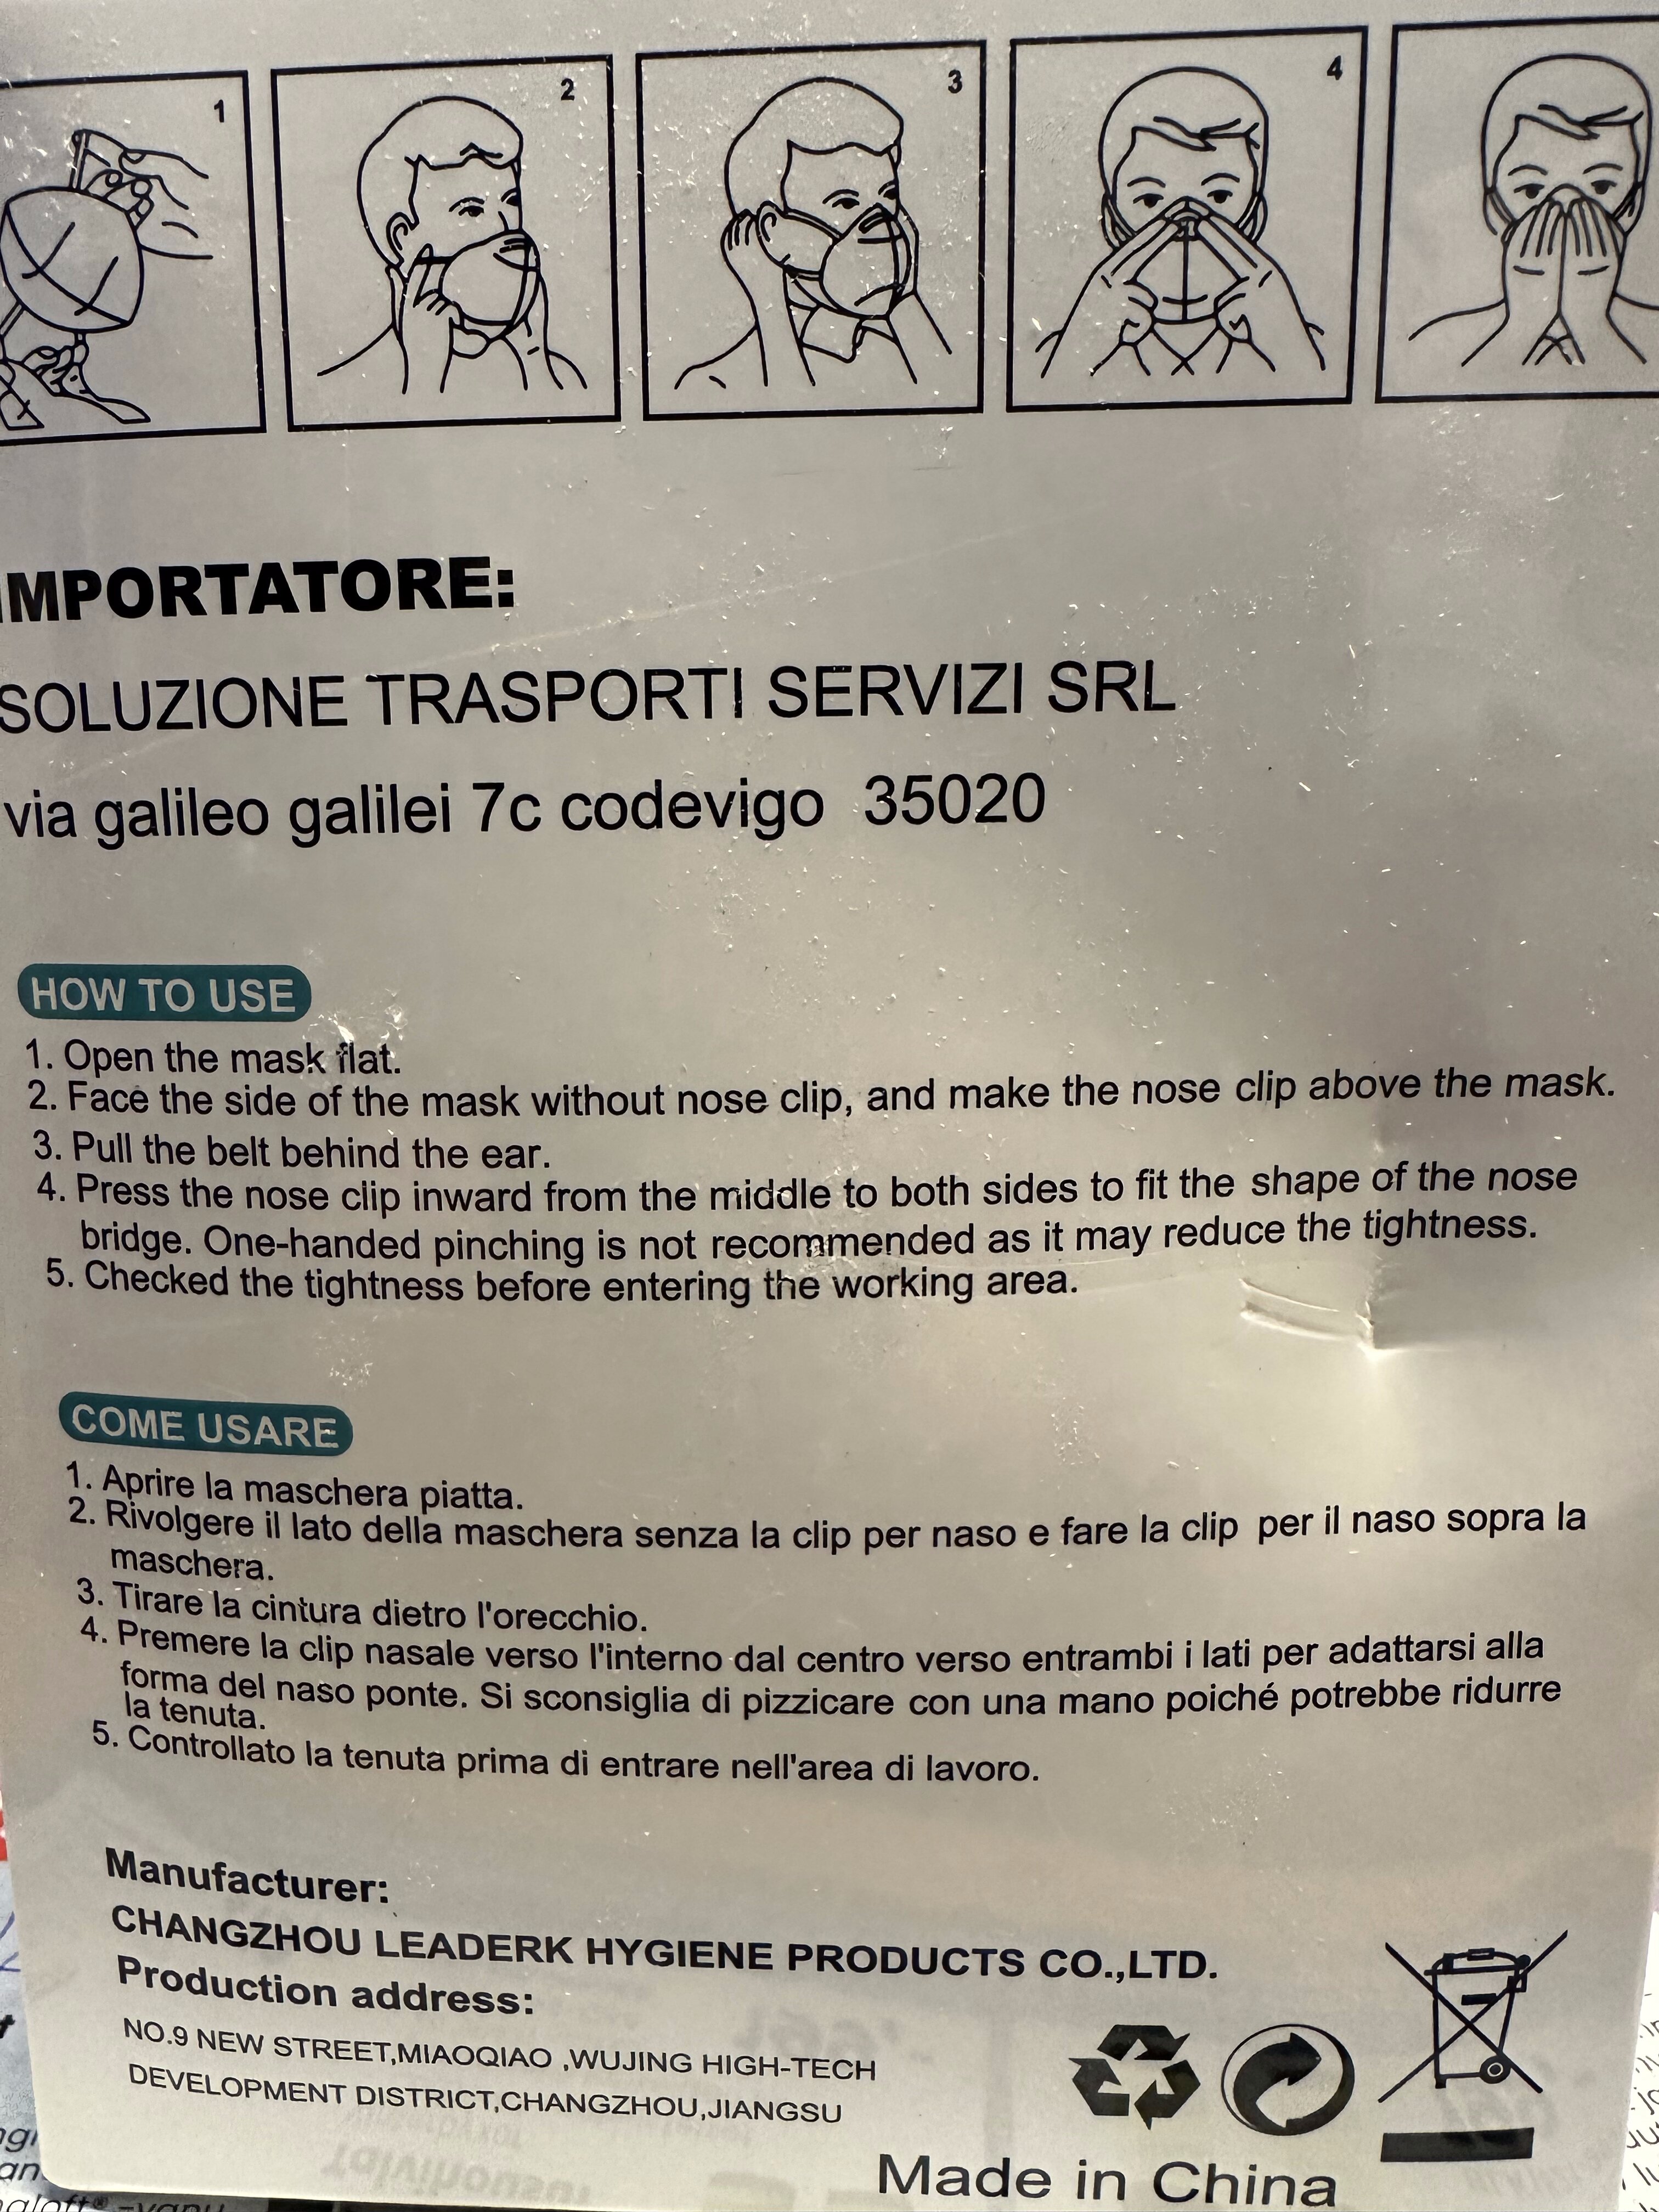 1
2
3
4
IMPORTATORE:
SOLUZIONE TRASPORTI SERVIZI SRL
via galileo galilei 7c codevigo 35020
HOW TO USE
1. Open the mask flat.
2. Face the side of the mask without nose clip, and make the nose clip above the mask.
3. Pull the belt behind the ear.
4. Press the nose clip inward from the middle to both sides to fit the shape of the nose
bridge. One-handed pinching is not recommended as it may reduce the tightness.
5. Checked the tightness before entering the working area.
COME USARE
1. Aprire la maschera piatta.
2. Rivolgere il lato della maschera senza la clip per naso e fare la clip per il naso sopra la
maschera.
3. Tirare la cintura dietro l'orecchio.
4. Premere la clip nasale verso l'interno dal centro verso entrambi i lati per adattarsi alla
forma del naso ponte. Si sconsiglia di pizzicare con una mano poiché potrebbe ridurre
la tenuta.
5. Controllato la tenuta prima di entrare nell'area di lavoro.
Manufacturer:
CHANGZHOU LEADERK HYGIENE PRODUCTS CO.,LTD.
Production address:
NO.9 NEW STREET,MIAOQIAO ,WUJING HIGH-TECH
DEVELOPMENT DISTRICT,CHANGZHOU,JIANGSU
Made in China